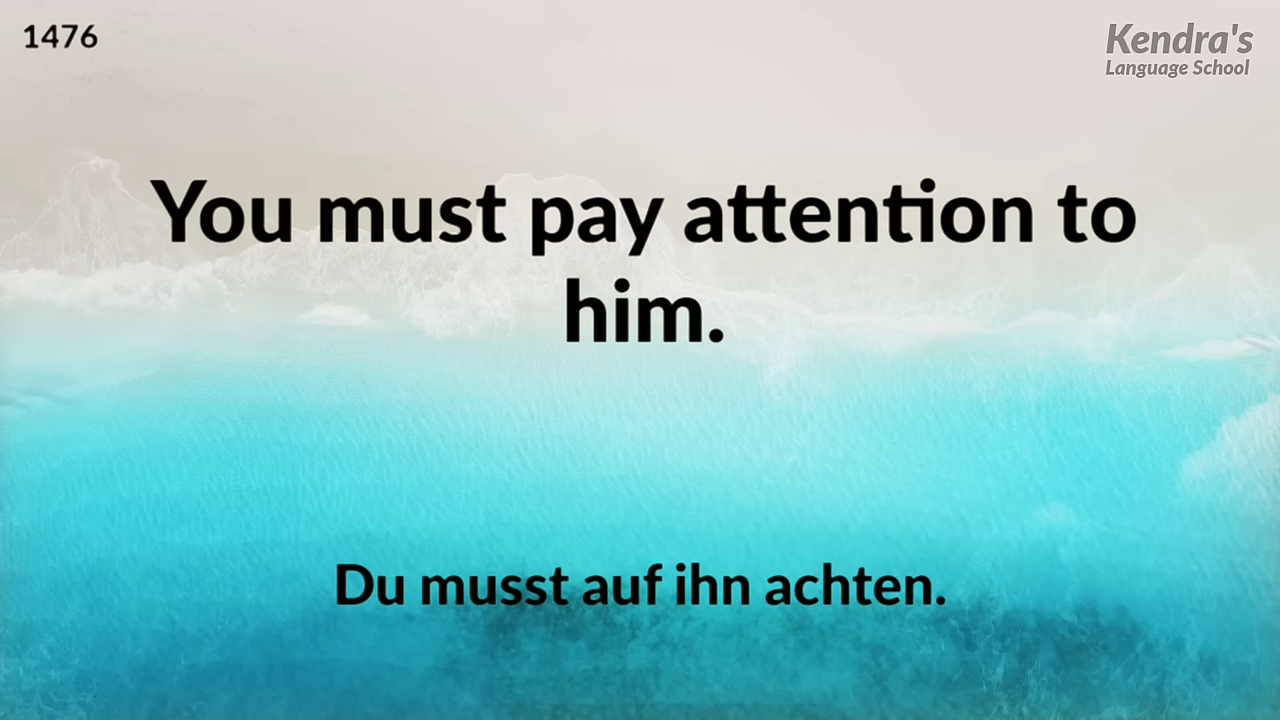 1476
Kendra's
Language School
You must pay attention to
him.
Du musst auf ihn achten.